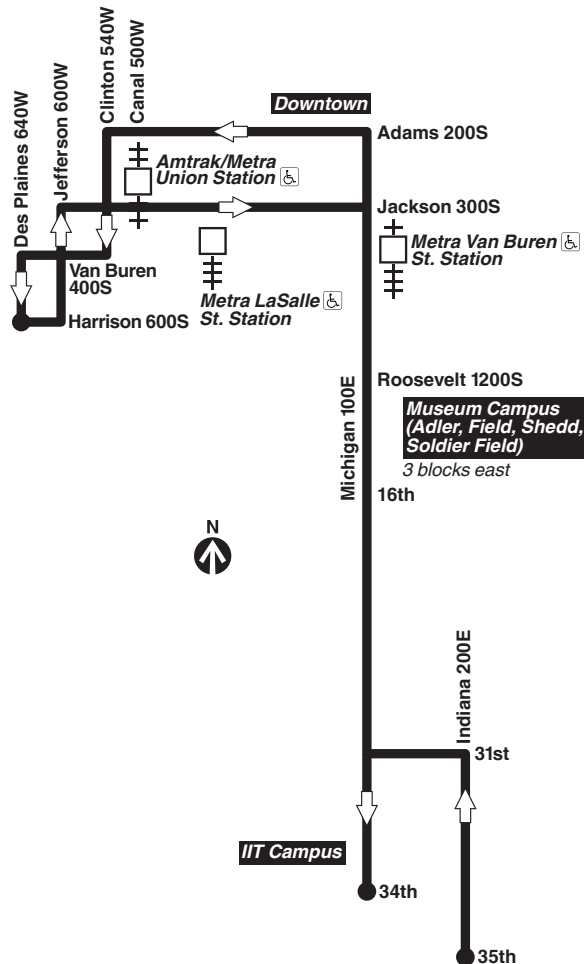 Des Plaines 640W
Jefferson 600W
Clinton 540W
Canal 500W
Downtown
Adams 200S
Amtrak/Metra
Union Station
Jackson 300S
Metra Van Buren
St. Station
Van Buren
400S
Metra LaSalle
St. Station
Harrison 600S
Michigan 100E
Roosevelt 1200S
Museum Campus
(Adler, Field, Shedd,
Soldier Field)
3 blocks east
16th
N
Indiana 200E
31st
IIT Campus
34th
35th